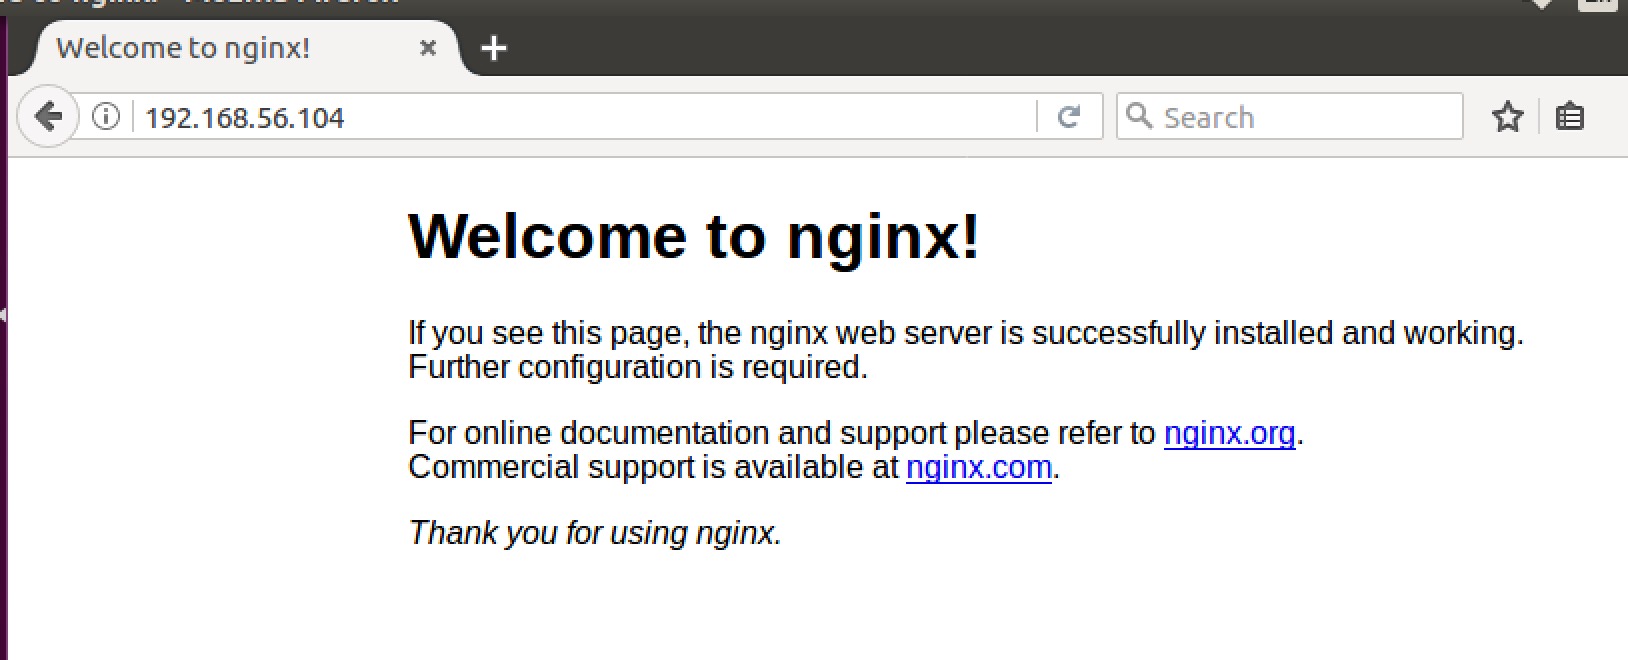 Welcome to nginx!
192.168.56.104
Search
Welcome to nginx!
If you see this page, the nginx web server is successfully installed and working.
Further configuration is required.
For online documentation and support please refer to nginx.org.
Commercial support is available at nginx.com.
Thank you for using nginx.